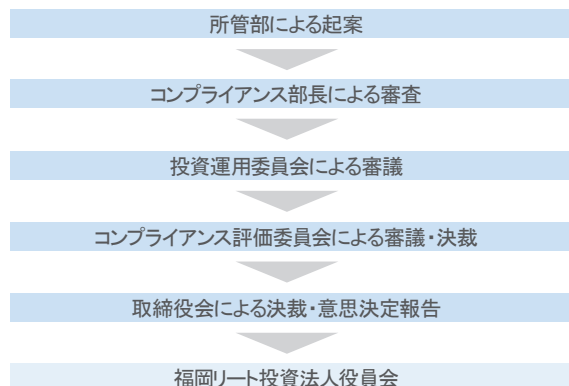 所管部による起案
コンプライアンス部長による審査
投資運用委員会による審議
コンプライアンス評価委員会による審議・決裁
取締役会による決裁・意思決定報告
福岡リート投資法人役員会